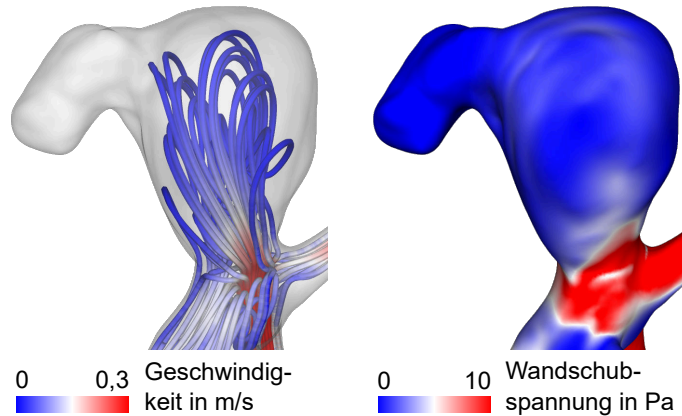 0 0,3 Geschwindig-
keit in m/s
0 10 Wandschub-
spannung in Pa